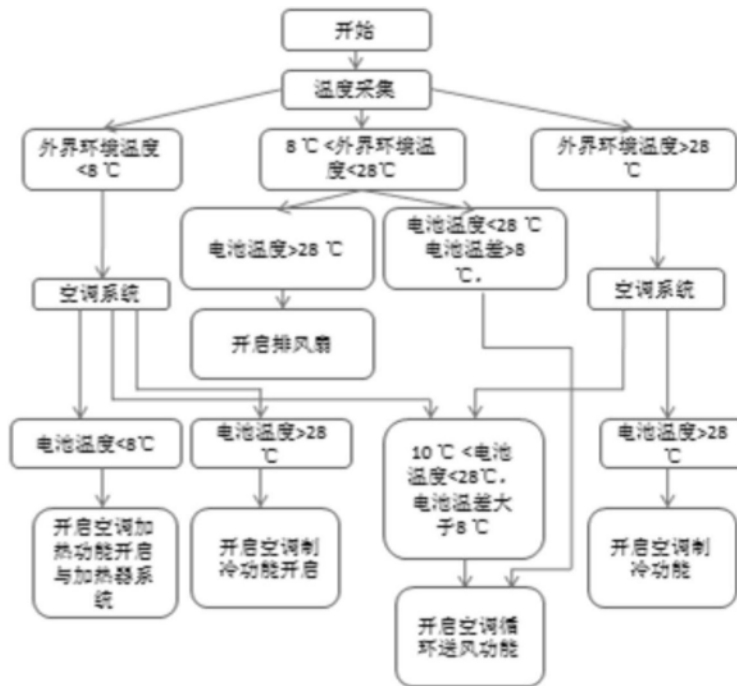 开始
温度采集
外界环境温度
<8℃
8℃<外界环境温
度<28℃
外界环境温度>28
℃
电池温度>28℃
电池温度<28℃
电池温差>8
℃.
空调系统
空调系统
开启排风扇
电池温度<8℃
电池温度>28
℃
10℃<电池
温度<28℃.
电池温差大
于8℃
电池温度>28
℃
开启空调加
热功能开启
与加热器系
统
开启空调制
冷功能开启
开启空调循
环送风功能
开启空调制
冷功能